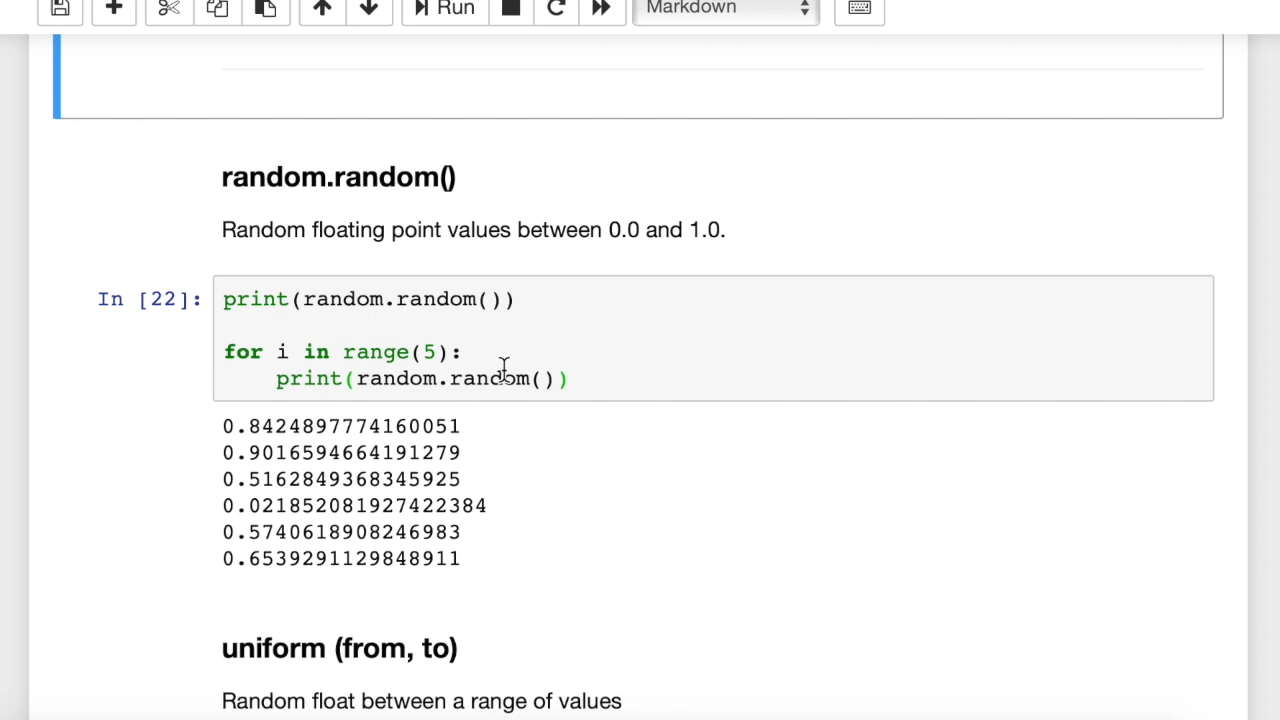 Run
Markdown
random.random()
Random floating point values between 0.0 and 1.0.
In [22]:
print(random.random())
for i in range(5):
    print(random.random())
0.8424897774160051
0.9016594664191279
0.5162849368345925
0.021852081927422384
0.5740618908246983
0.6539291129848911
uniform (from, to)
Random float between a range of values